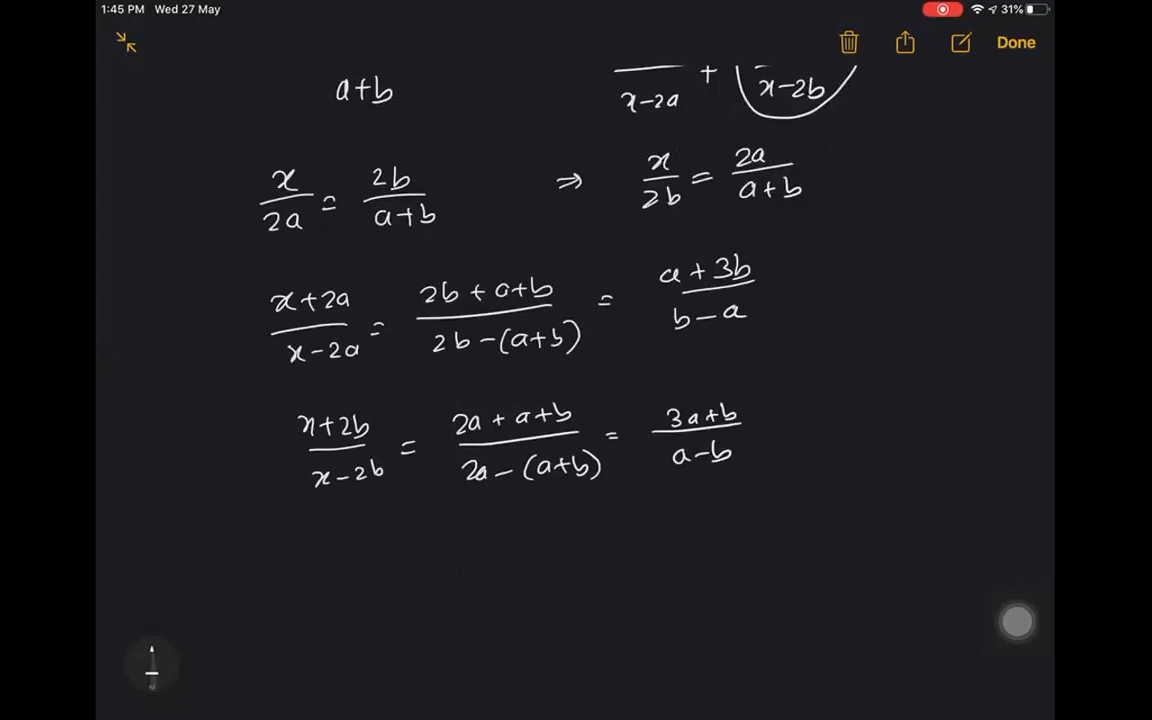 1:45 PM Wed 27 May 31%
Done
a+b x-2a + x-2b
x/2a = 2b/a+b ⇒ x/2b = 2a/a+b
x+2a/x-2a = 2b+a+b/2b-(a+b) = a+3b/b-a
x+2b/x-2b = 2a+a+b/2a-(a+b) = 3a+b/a-b